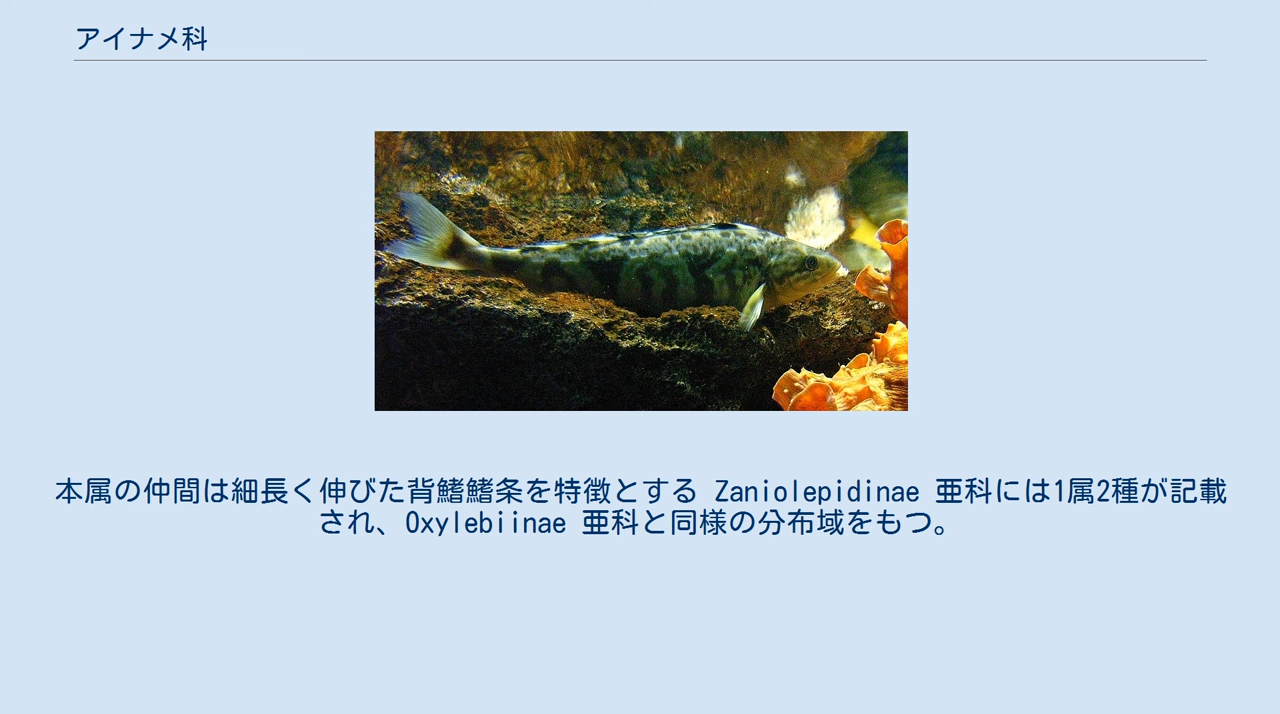 アイナメ科
本属の仲間は細長く伸びた背鰭鰭条を特徴とする Zaniolepidinae 亜科には1属2種が記載
され、Oxylebiinae 亜科と同様の分布域をもつ。